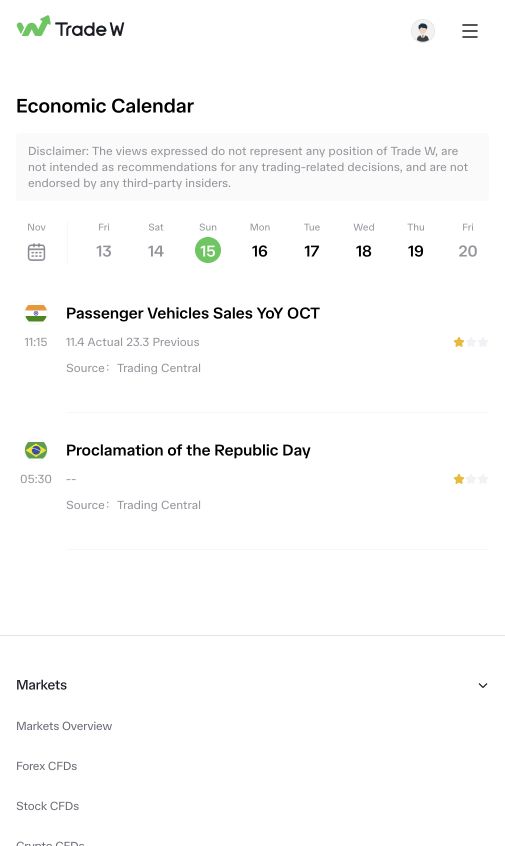 Trade W
Economic Calendar
Disclaimer: The views expressed do not represent any position of Trade W, are
not intended as recommendations for any trading-related decisions, and are not
endorsed by any third-party insiders.
Nov Fri Sat Sun Mon Tue Wed Thu Fri
13 14 15 16 17 18 19 20
Passenger Vehicles Sales YoY OCT
11:15 11.4 Actual 23.3 Previous
Source： Trading Central
Proclamation of the Republic Day
05:30 --
Source： Trading Central
Markets
Markets Overview
Forex CFDs
Stock CFDs
Crypto CFDs